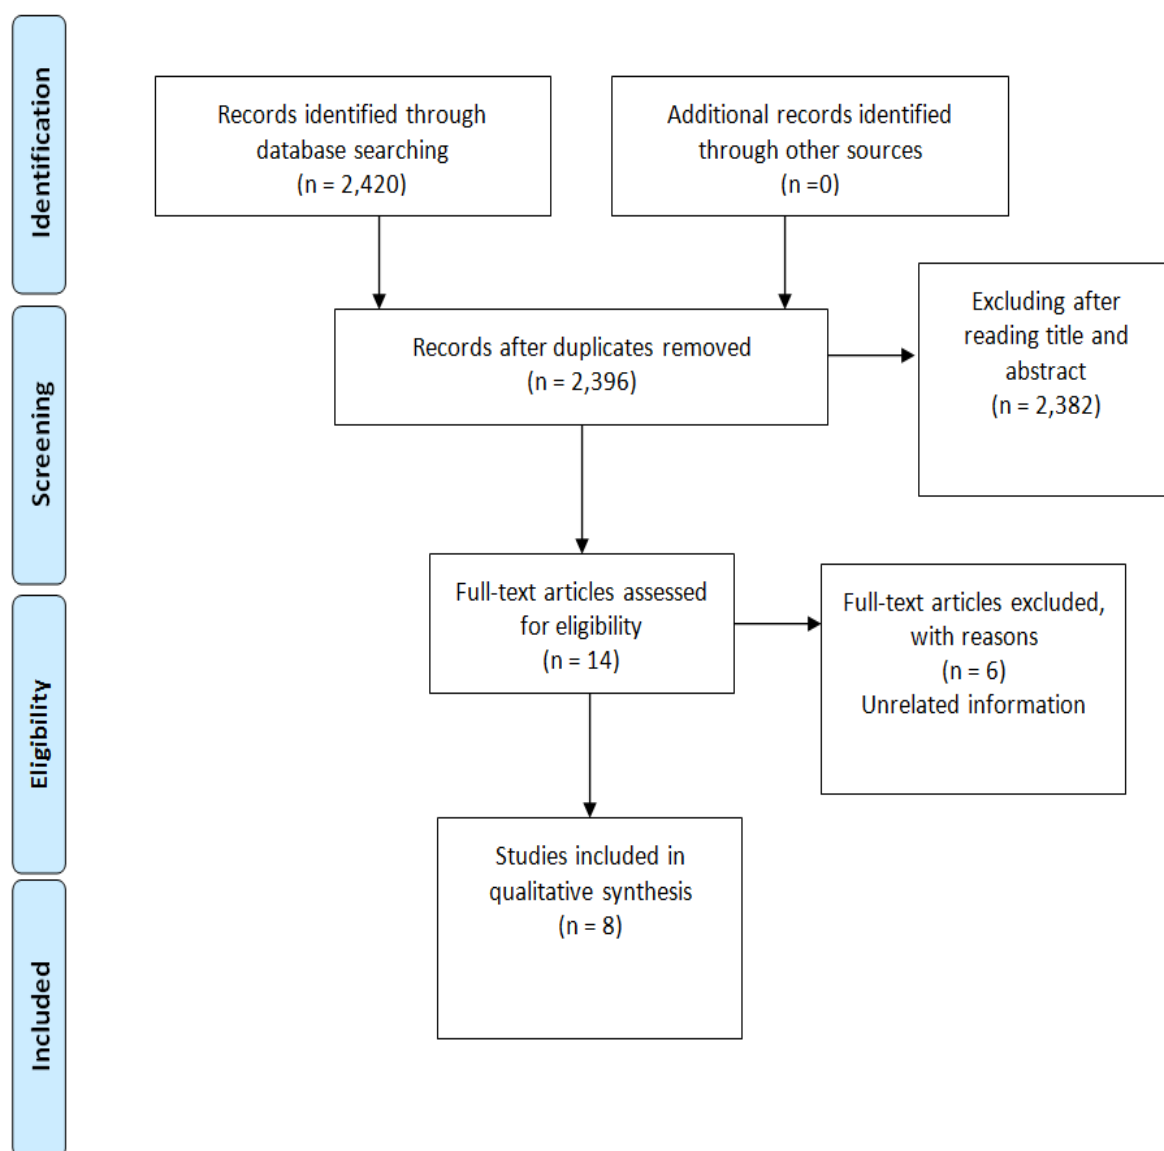 Identification
Records identified through
database searching
(n = 2,420)
Additional records identified
through other sources
(n =0)
Screening
Records after duplicates removed
(n = 2,396)
Excluding after
reading title and
abstract
(n = 2,382)
Eligibility
Full-text articles assessed
for eligibility
(n = 14)
Full-text articles excluded,
with reasons
(n = 6)
Unrelated information
Included
Studies included in
qualitative synthesis
(n = 8)